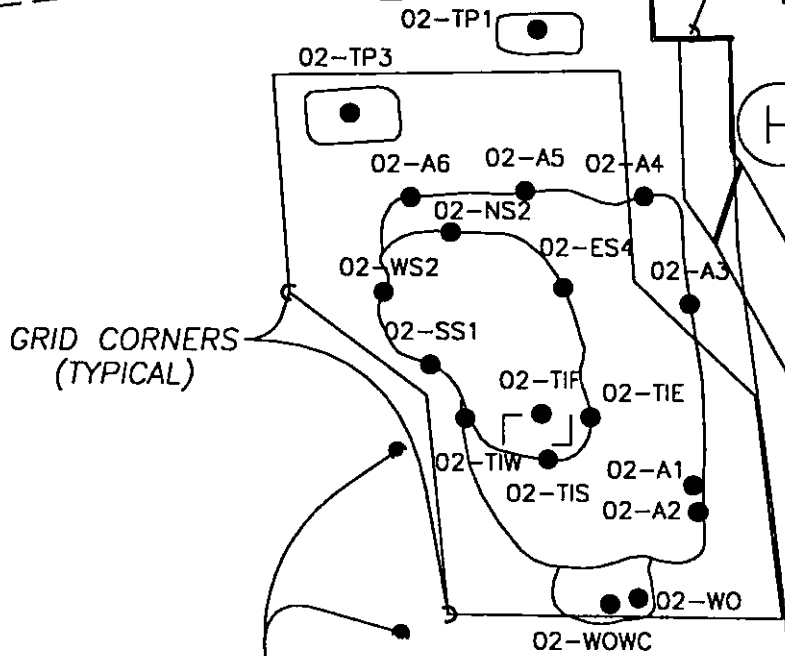 02-TP1
02-TP3
H
02-A6
02-A5
02-A4
02-NS2
02-ES4
02-WS2
02-A3
GRID CORNERS
(TYPICAL)
02-SS1
02-TIF
02-TIE
02-TIW
02-TIS
02-A1
02-A2
02-WO
02-WOWC